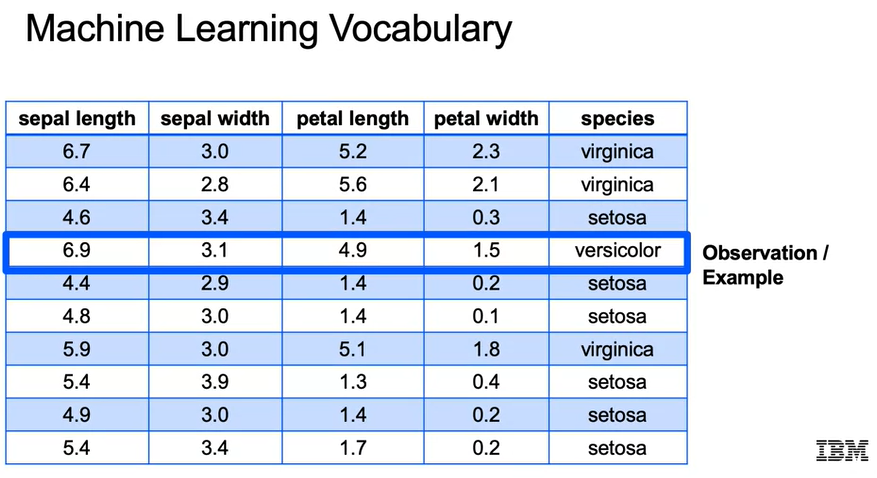 Machine Learning Vocabulary
sepal length sepal width petal length petal width species
6.7 3.0 5.2 2.3 virginica
6.4 2.8 5.6 2.1 virginica
4.6 3.4 1.4 0.3 setosa
6.9 3.1 4.9 1.5 versicolor
Observation /
Example
4.4 2.9 1.4 0.2 setosa
4.8 3.0 1.4 0.1 setosa
5.9 3.0 5.1 1.8 virginica
5.4 3.9 1.3 0.4 setosa
4.9 3.0 1.4 0.2 setosa
5.4 3.4 1.7 0.2 setosa
IBM